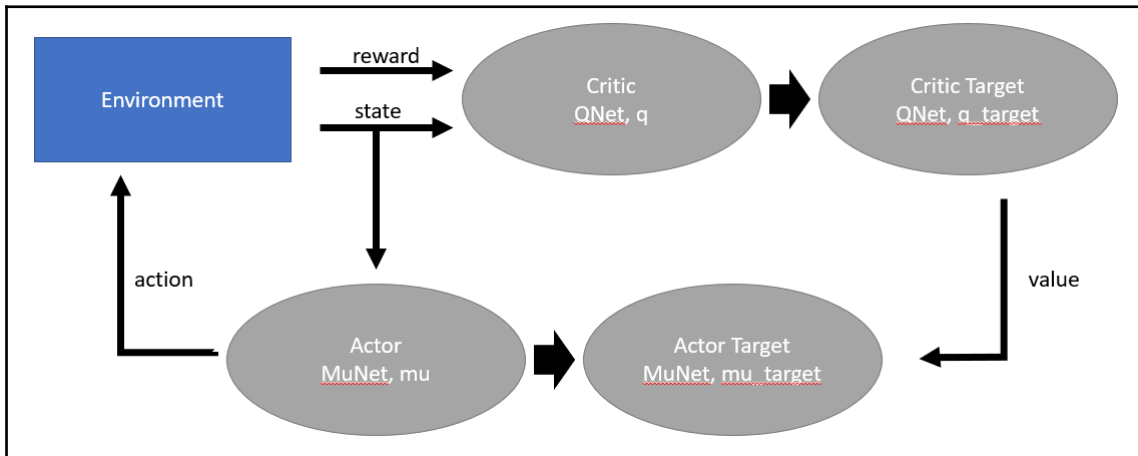 Environment
reward
state
Critic
QNet, q
Critic Target
QNet, q_target
action
value
Actor
MuNet, mu
Actor Target
MuNet, mu_target